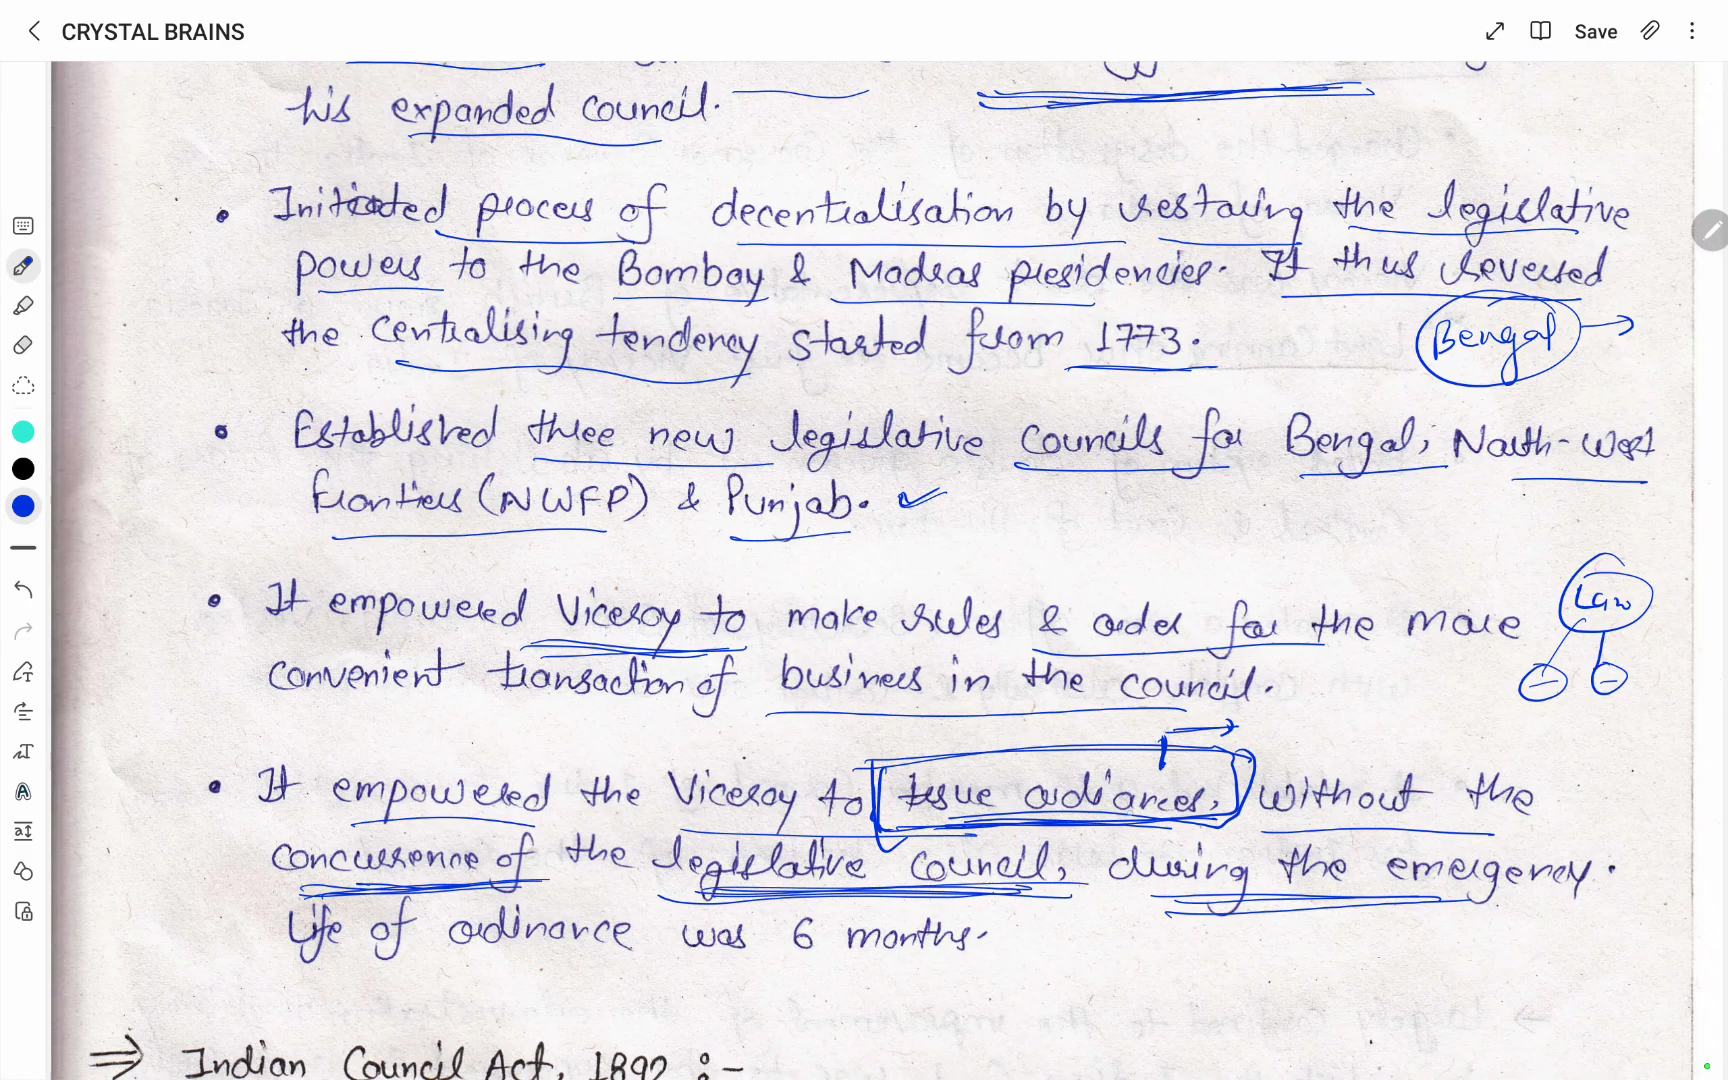 CRYSTAL BRAINS
Save
his expanded council.
• Initiated process of decentralisation by restoring the legislative
powers to the Bombay & Madras presidencies. It thus reversed
the centralising tendency started from 1773.
Bengal →
• Established three new legislative councils for Bengal, North-West
frontiers (NWFP) & Punjab. ✓
• It empowered Viceroy to make rules & order for the more
Law
convenient transaction of business in the council.
• It empowered the Viceroy to issue ordiances, without the
concurrence of the legislative council, during the emergency.
Life of ordinance was 6 months.
⇒ Indian Council Act, 1892 :-